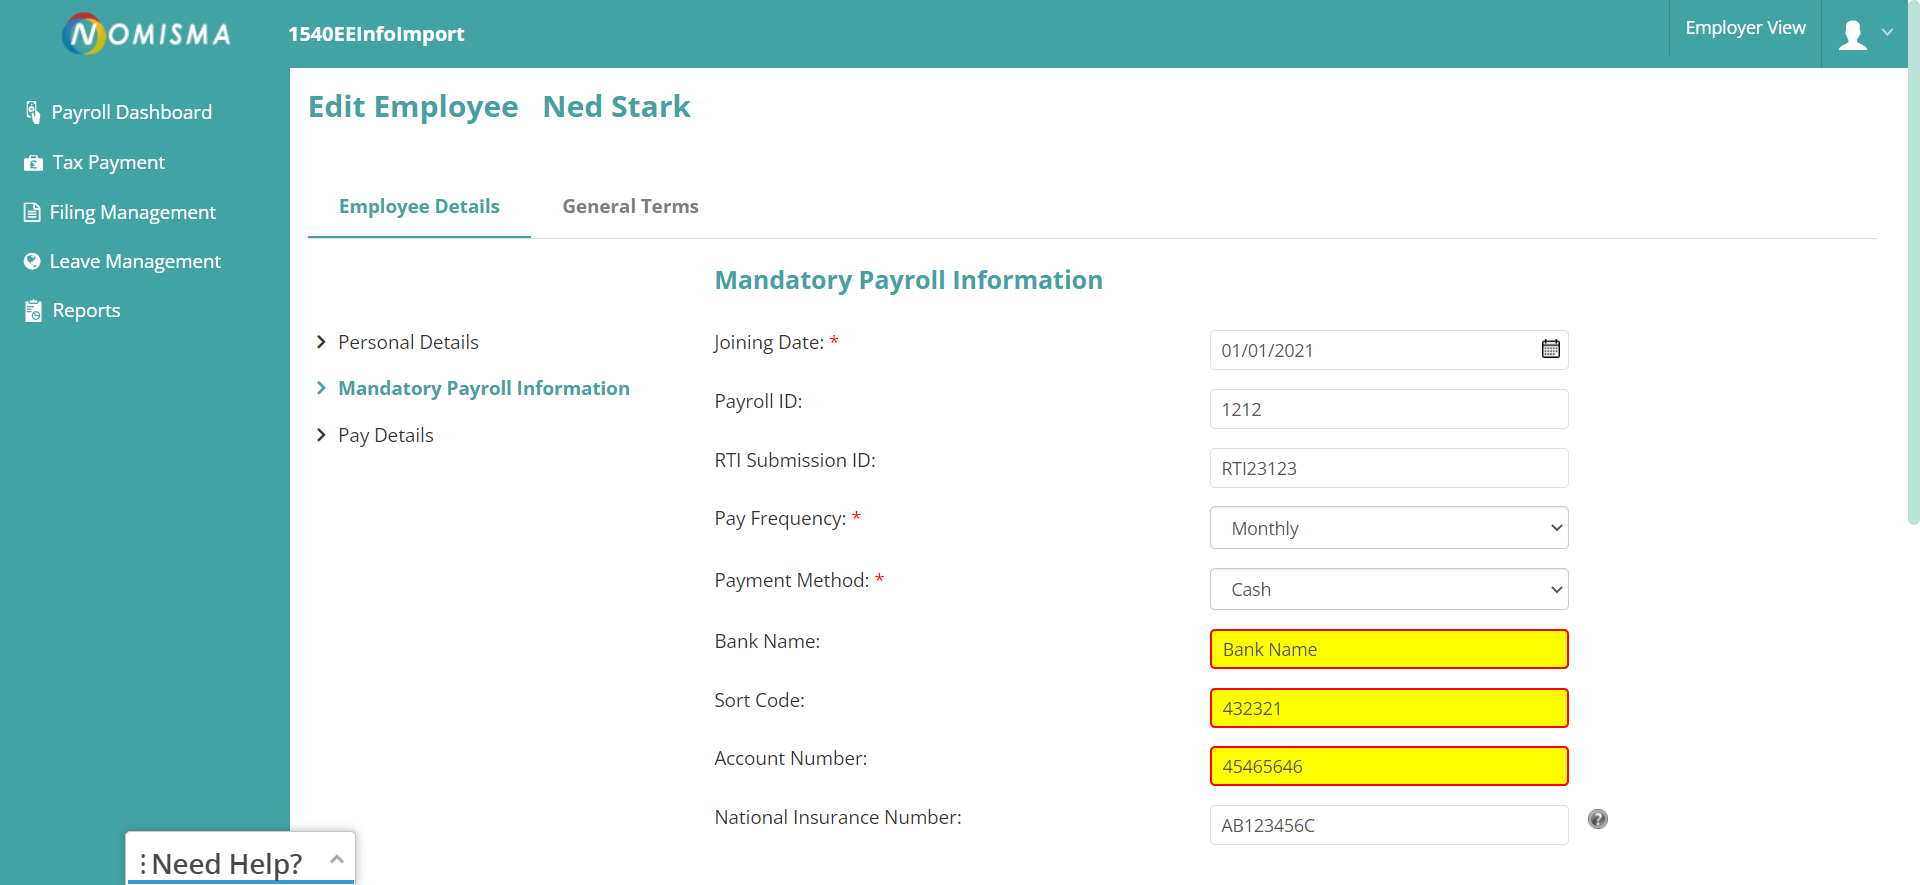 NOMISMA
1540EEInfoImport
Employer View
Payroll Dashboard
Tax Payment
Filing Management
Leave Management
Reports
Edit Employee Ned Stark
Employee Details
General Terms
Personal Details
Mandatory Payroll Information
Pay Details
Mandatory Payroll Information
Joining Date: * 01/01/2021
Payroll ID: 1212
RTI Submission ID: RTI23123
Pay Frequency: * Monthly
Payment Method: * Cash
Bank Name: Bank Name
Sort Code: 432321
Account Number: 45465646
National Insurance Number: AB123456C ?
Need Help?